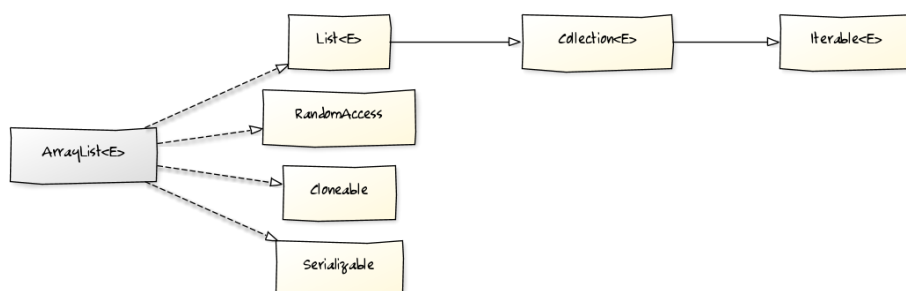 List<E>
Collection<E>
Iterable<E>
RandomAccess
ArrayList<E>
Cloneable
Serializable